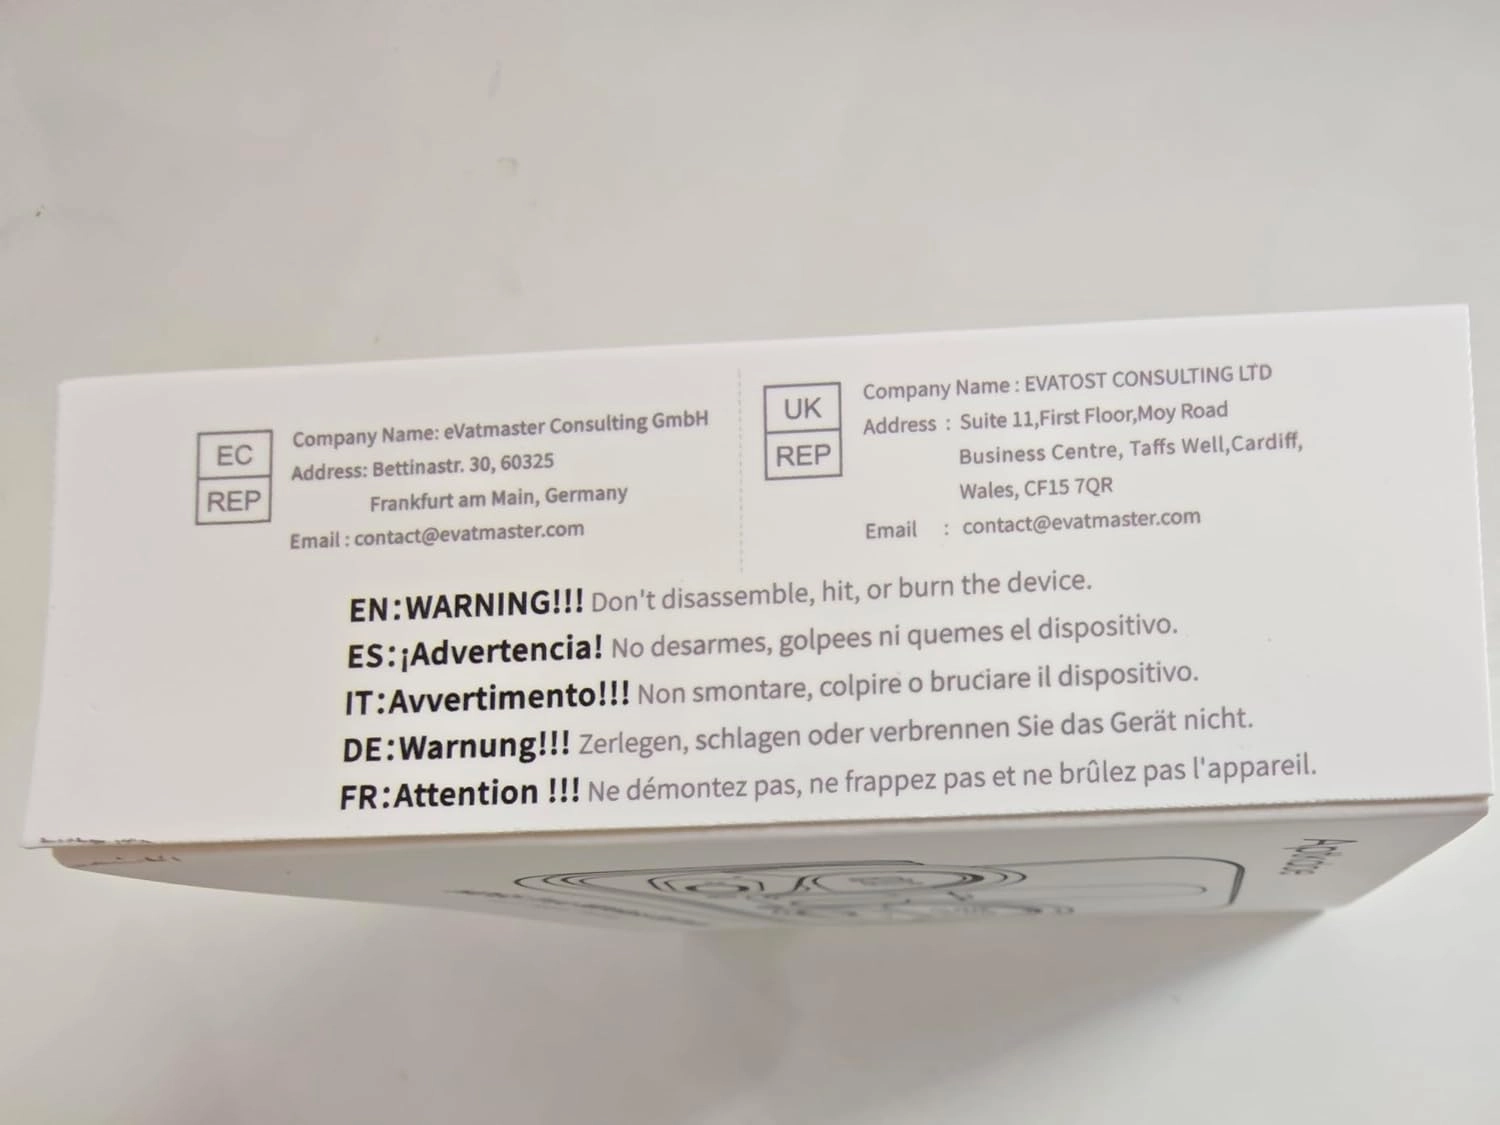 EC
REP
Company Name: eVatmaster Consulting GmbH
Address: Bettinastr. 30, 60325
Frankfurt am Main, Germany
Email : contact@evatmaster.com
UK
REP
Company Name : EVATOST CONSULTING LTD
Address : Suite 11,First Floor,Moy Road
Business Centre, Taffs Well,Cardiff,
Wales, CF15 7QR
Email : contact@evatmaster.com
EN:WARNING!!! Don't disassemble, hit, or burn the device.
ES:¡Advertencia! No desarmes, golpees ni quemes el dispositivo.
IT:Avvertimento!!! Non smontare, colpire o bruciare il dispositivo.
DE:Warnung!!! Zerlegen, schlagen oder verbrennen Sie das Gerät nicht.
FR:Attention !!! Ne démontez pas, ne frappez pas et ne brûlez pas l'appareil.